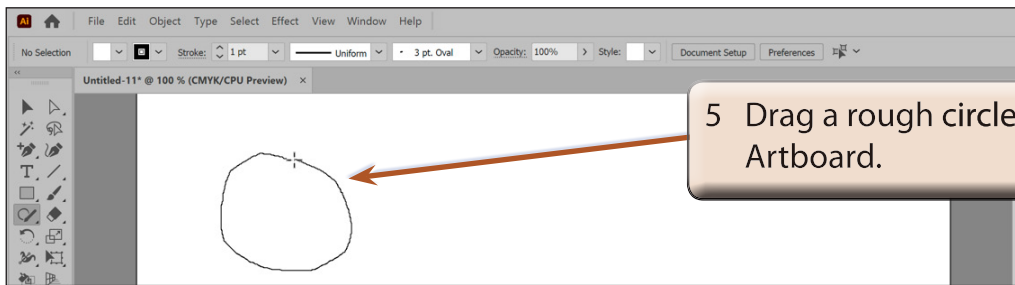 Ai File Edit Object Type Select Effect View Window Help
No Selection Stroke: 1 pt Uniform 3 pt. Oval Opacity: 100% Style: Document Setup Preferences
Untitled-11* @ 100 % (CMYK/CPU Preview) ×
5 Drag a rough circle
Artboard.